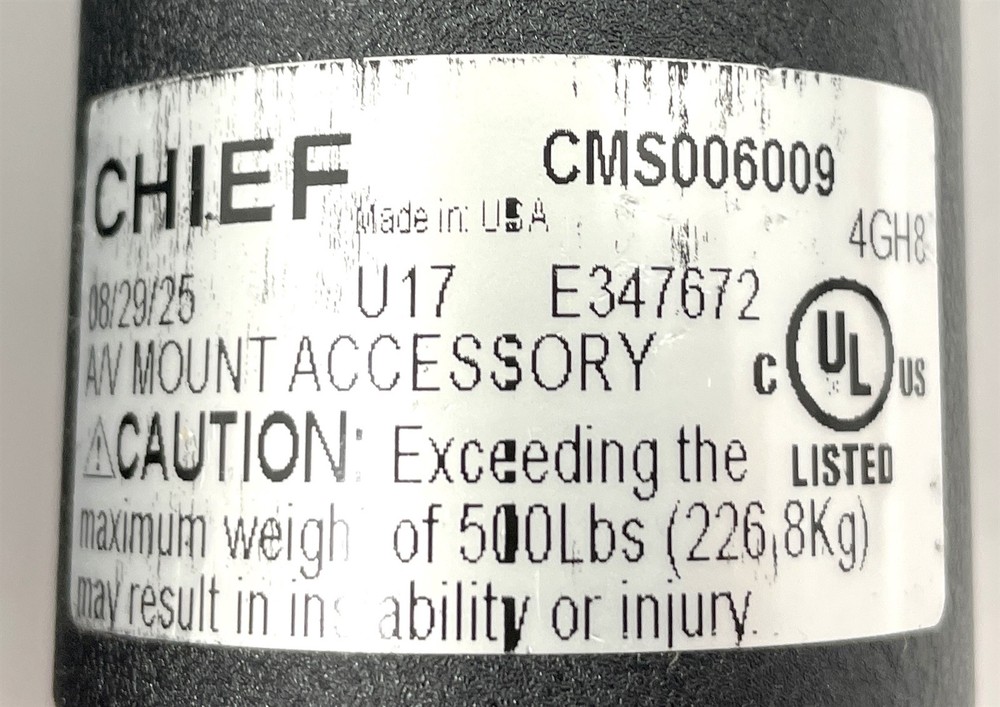 CHIEF CMS006009
Made in: USA
4GH8
08/29/25 U17 E347672
A/V MOUNT ACCESSORY
C UL US
LISTED
⚠CAUTION: Exceeding the
maximum weigh of 500Lbs (226,8Kg)
may result in ability or injury.